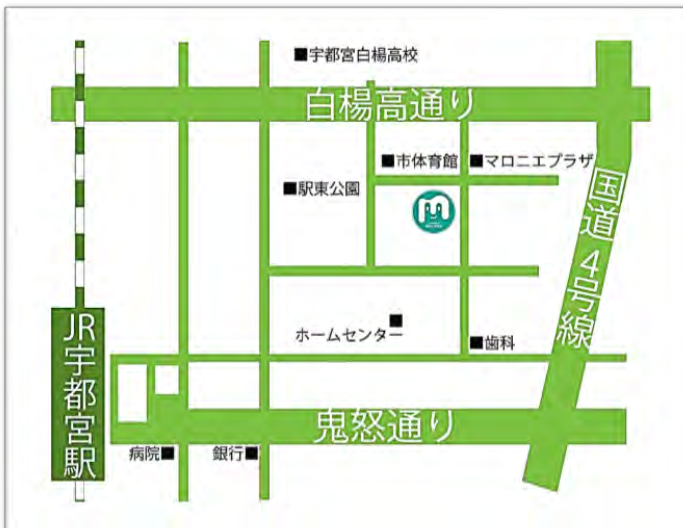 ■宇都宮白楊高校
白楊高通り
■市体育館
■マロニエプラザ
■駅東公園
国道4号線
ホームセンター■
■歯科
JR宇都宮駅
鬼怒通り
病院■
銀行■